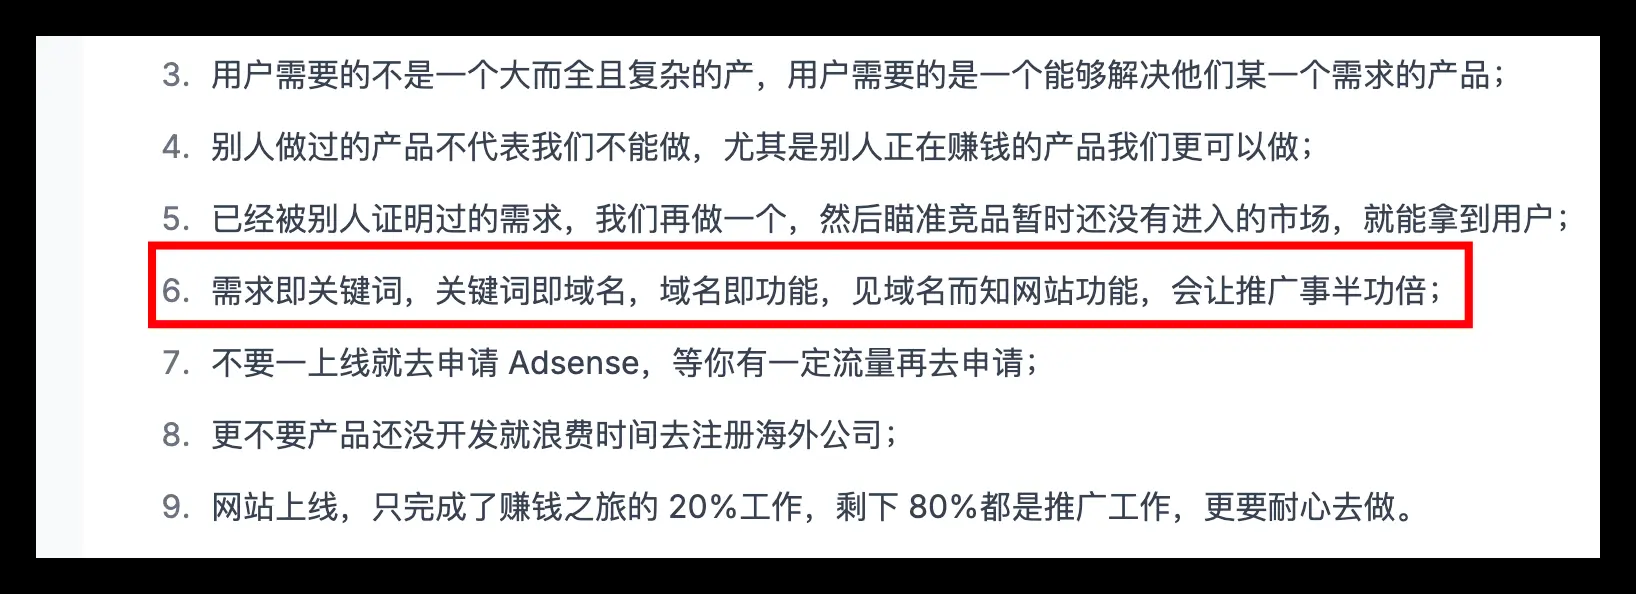 3. 用户需要的不是一个大而全且复杂的产，用户需要的是一个能够解决他们某一个需求的产品；
4. 别人做过的产品不代表我们不能做，尤其是别人正在赚钱的产品我们更可以做；
5. 已经被别人证明过的需求，我们再做一个，然后瞄准竞品暂时还没有进入的市场，就能拿到用户；
6. 需求即关键词，关键词即域名，域名即功能，见域名而知网站功能，会让推广事半功倍；
7. 不要一上线就去申请 Adsense，等你有一定流量再去申请；
8. 更不要产品还没开发就浪费时间去注册海外公司；
9. 网站上线，只完成了赚钱之旅的 20%工作，剩下 80%都是推广工作，更要耐心去做。